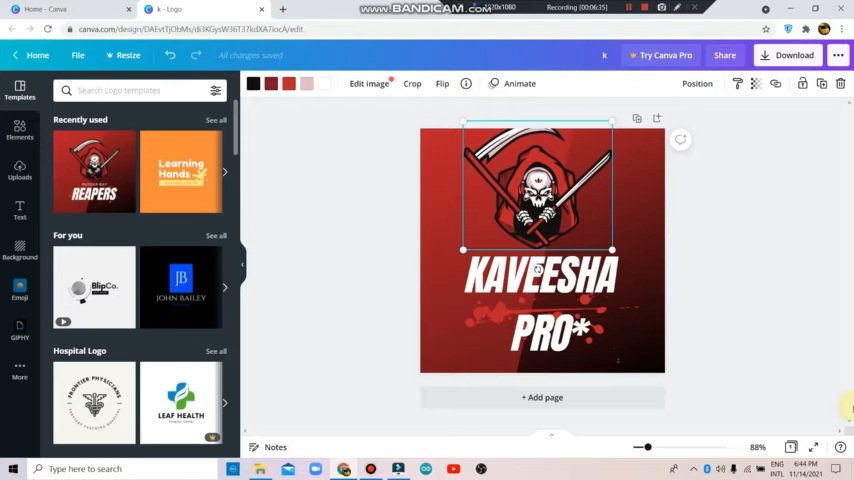 Home - Canva
k - Logo
www.BANDICAM.com
1920x1080
Recording [00:06:35]
canva.com/design/DAEvtTjObMs/di3KGysW36T37kdXA7iocA/edit
Home
File
Resize
All changes saved
k
Try Canva Pro
Share
Download
Templates
Elements
Uploads
Text
Background
Emoji
GIPHY
More
Search Logo templates
Recently used
See all
REAPERS
Learning
Hands
For you
See all
BlipCo.
JB
JOHN BAILEY
Hospital Logo
See all
FRONTIER PHYSICIANS
LEAF HEALTH
Edit image
Crop
Flip
Animate
Position
KAVEESHA
PRO*
+ Add page
Notes
88%
1
Type here to search
ENG
INTL
6:44 PM
11/14/2021